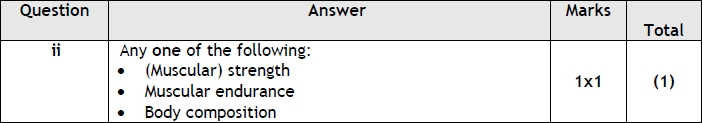 Question Answer Marks Total
ii Any one of the following:
• (Muscular) strength
• Muscular endurance
• Body composition
1x1 (1)